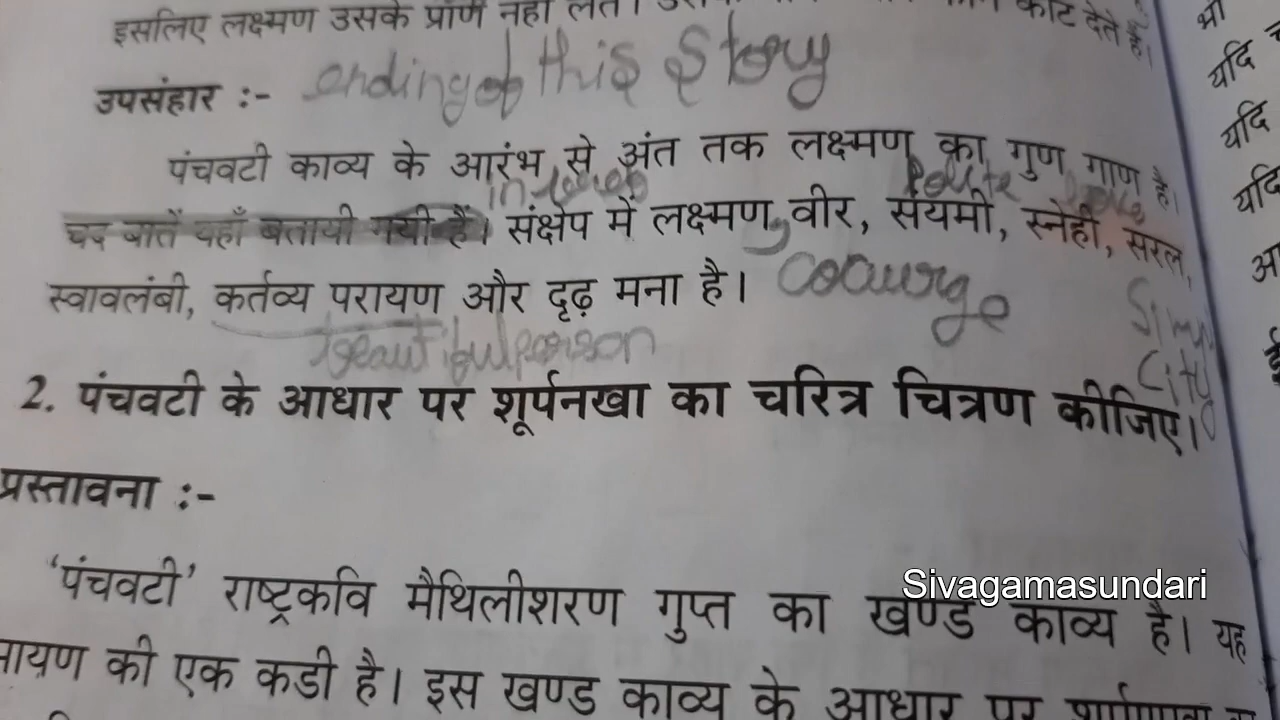 इसलिए लक्ष्मण उसके प्राण नहीं लेते। काट देते हैं।
ending of this Story
उपसंहार :-
पंचवटी काव्य के आरंभ से अंत तक लक्ष्मण का गुण गाण है।
चंद बातें यहाँ बतायी गयी हैं। संक्षेप में लक्ष्मण वीर, संयमी, स्नेही, सरल,
स्वावलंबी, कर्तव्य परायण और दृढ़ मना है। coaurge
beautiful person
2. पंचवटी के आधार पर शूर्पनखा का चरित्र चित्रण कीजिए।
प्रस्तावना :-
Sivagamasundari
'पंचवटी' राष्ट्रकवि मैथिलीशरण गुप्त का खण्ड काव्य है। यह
की एक कडी है। इस खण्ड काव्य के आधार पर
भी
यदि
यदि
यदि